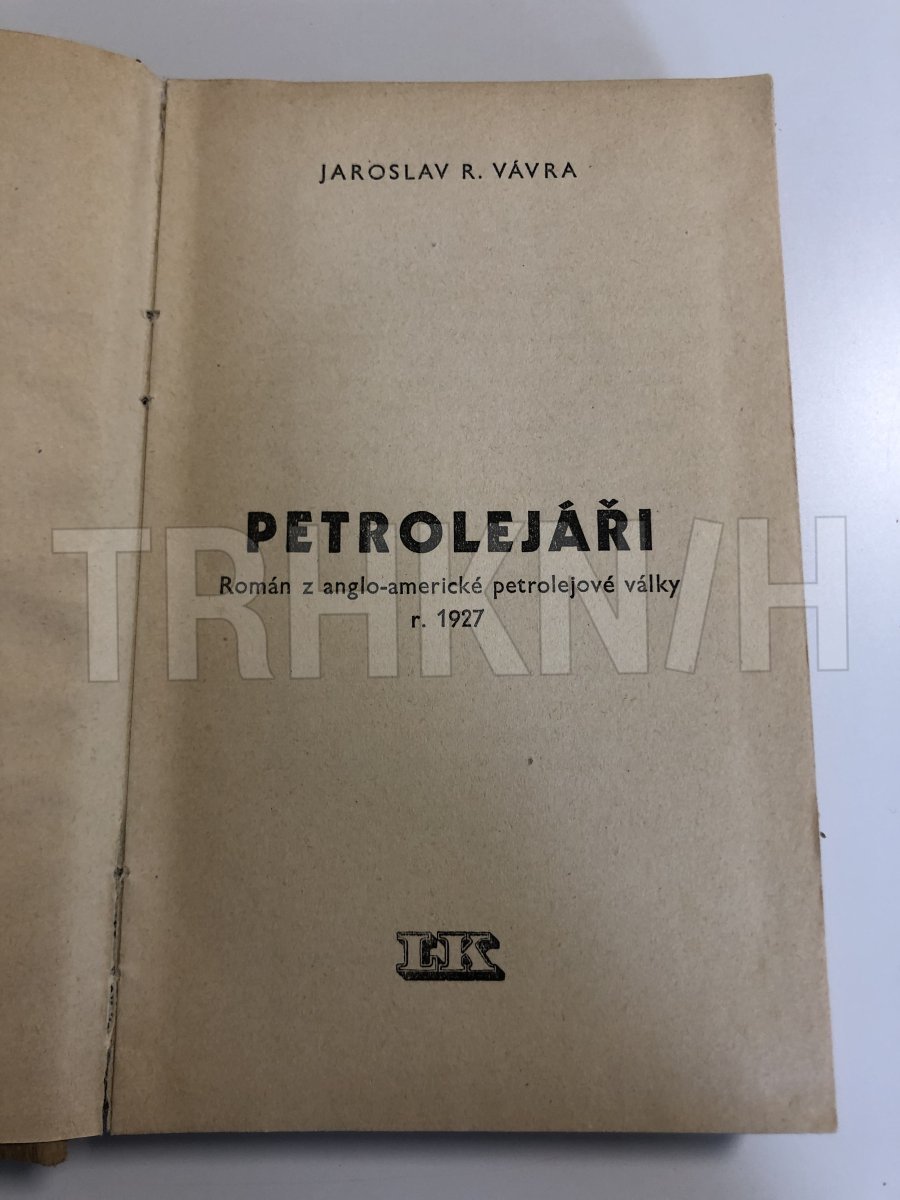 JAROSLAV R. VÁVRA
PETROLEJÁŘI
TRHKNIH
Román z anglo-americké petrolejové války
r. 1927
LK